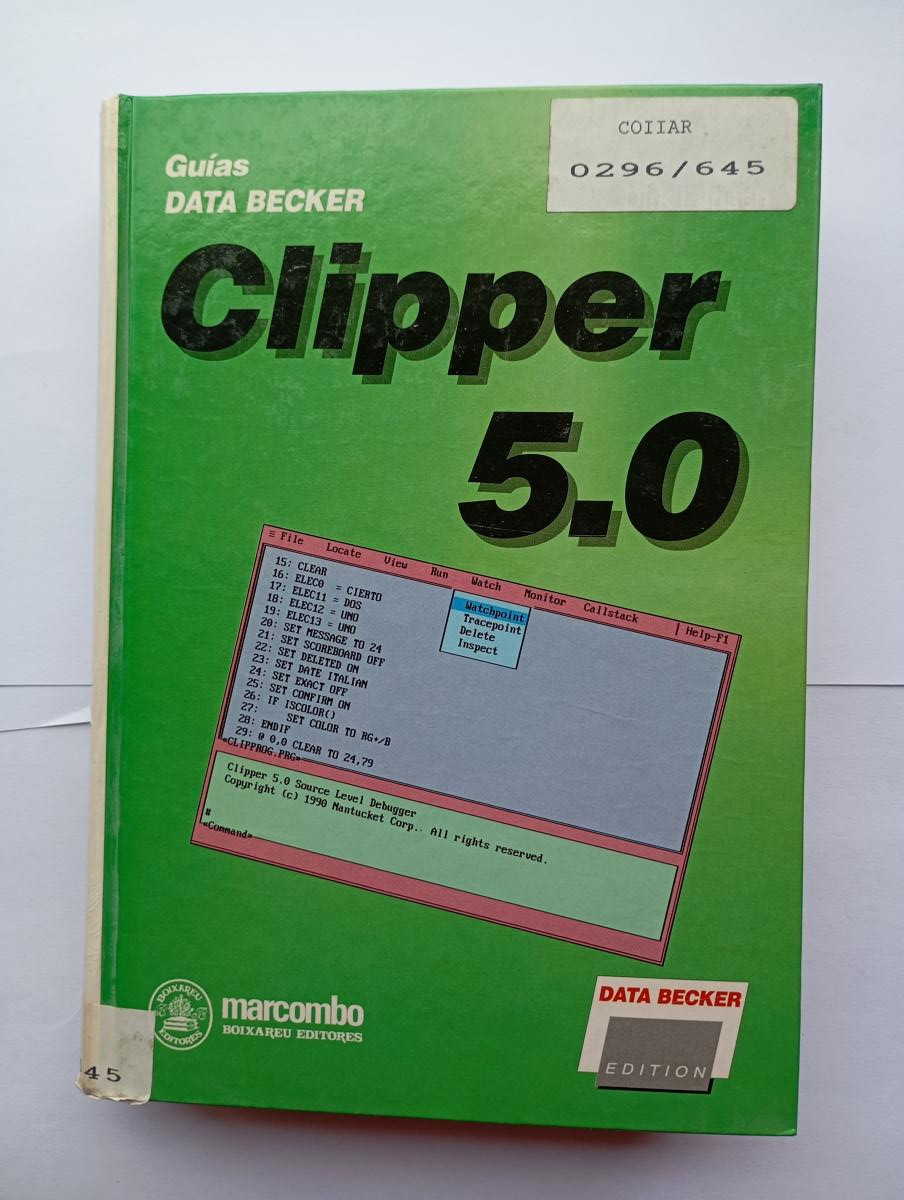 COIIAR
0296/645
Guías
DATA BECKER
Clipper
5.0
≡ File Locate View Run Watch Monitor Callstack | Help-F1
Watchpoint
Tracepoint
Delete
Inspect
15: CLEAR
16: ELEC0 = CIERTO
17: ELEC11 = DOS
18: ELEC12 = UNO
19: ELEC13 = UNO
20: SET MESSAGE TO 24
21: SET SCOREBOARD OFF
22: SET DELETED ON
23: SET DATE ITALIAN
24: SET EXACT OFF
25: SET CONFIRM ON
26: IF ISCOLOR()
27: SET COLOR TO RG+/B
28: ENDIF
29: @ 0,0 CLEAR TO 24,79
«CLIPPROG.PRG»
Clipper 5.0 Source Level Debugger
Copyright (c) 1990 Nantucket Corp.. All rights reserved.
#
«Command»
BOIXAREU
EDITORES
marcombo
BOIXAREU EDITORES
DATA BECKER
EDITION
45